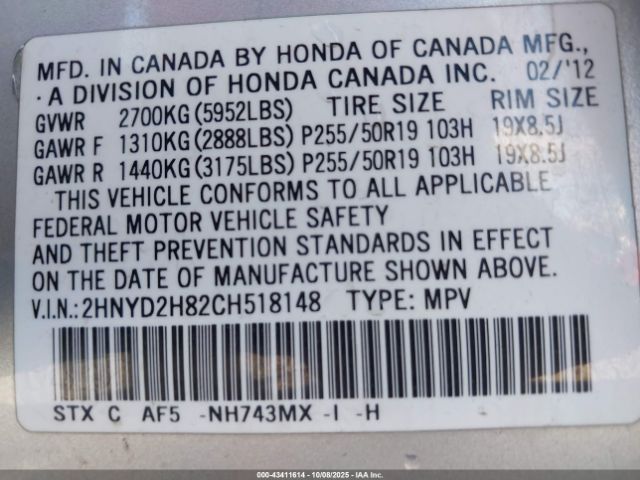 MFD. IN CANADA BY HONDA OF CANADA MFG.,
·A DIVISION OF HONDA CANADA INC. 02/'12
GVWR 2700KG(5952LBS) TIRE SIZE RIM SIZE
GAWR F 1310KG(2888LBS) P255/50R19 103H 19X8.5J
GAWR R 1440KG(3175LBS) P255/50R19 103H 19X8.5J
THIS VEHICLE CONFORMS TO ALL APPLICABLE
FEDERAL MOTOR VEHICLE SAFETY
AND THEFT PREVENTION STANDARDS IN EFFECT
ON THE DATE OF MANUFACTURE SHOWN ABOVE.
V.I.N.:2HNYD2H82CH518148 TYPE: MPV
STX C AF5 -NH743MX -I -H
000-43411614 | 10/08/2025 | IAA, Inc.